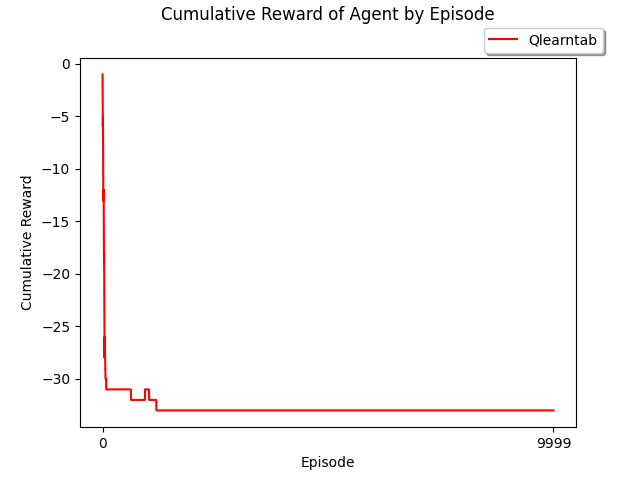 Cumulative Reward of Agent by Episode
Qlearntab
0
−5
−10
−15
−20
−25
−30
Cumulative Reward
0
9999
Episode